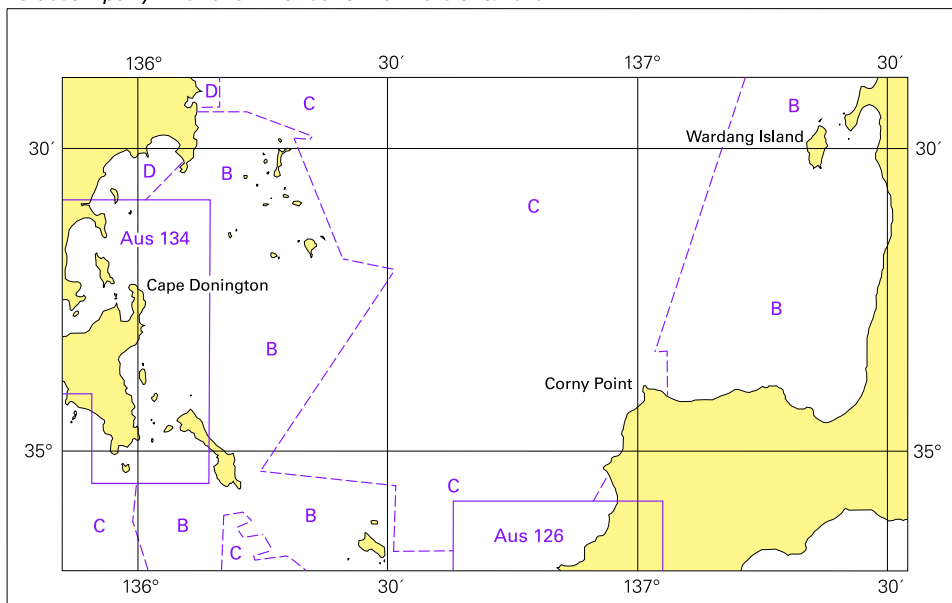 136°
30´
137°
30´
D
C
B
Wardang Island
30´
30´
D
B
C
Aus 134
Cape Donington
B
B
Corny Point
35°
35°
C
C
B
B
C
Aus 126
136°
30´
137°
30´